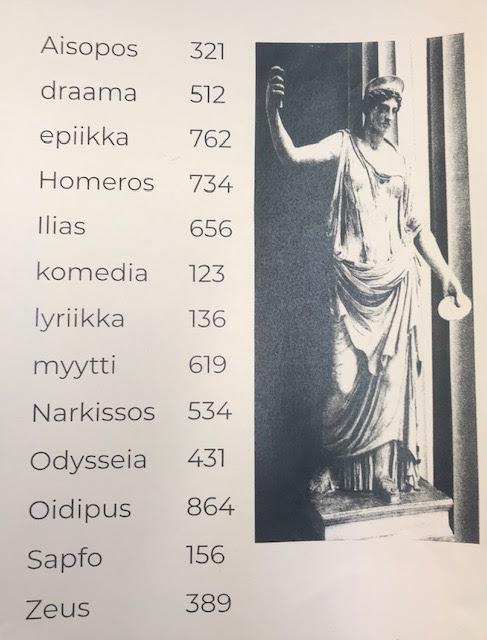 Aisopos 321
draama 512
epiikka 762
Homeros 734
Ilias 656
komedia 123
lyriikka 136
myytti 619
Narkissos 534
Odysseia 431
Oidipus 864
Sapfo 156
Zeus 389